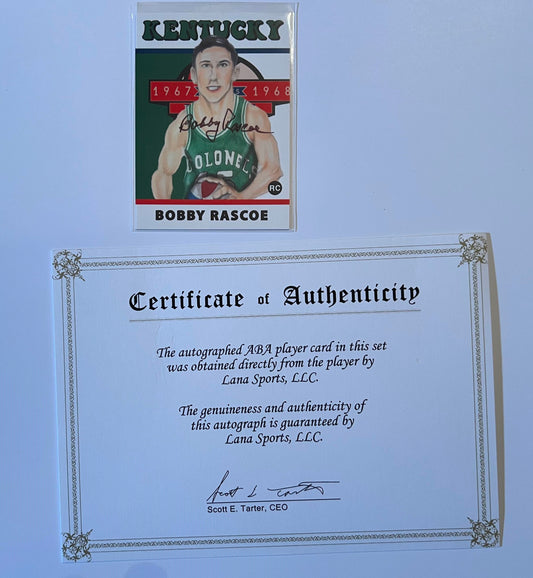 KENTUCKY
1967 1968
Bobby Rascoe
COLONELS
RC
BOBBY RASCOE
Certificate of Authenticity
The autographed ABA player card in this set
was obtained directly from the player by
Lana Sports, LLC.
The genuineness and authenticity of
this autograph is guaranteed by
Lana Sports, LLC.
Scott E. Tarter
Scott E. Tarter, CEO